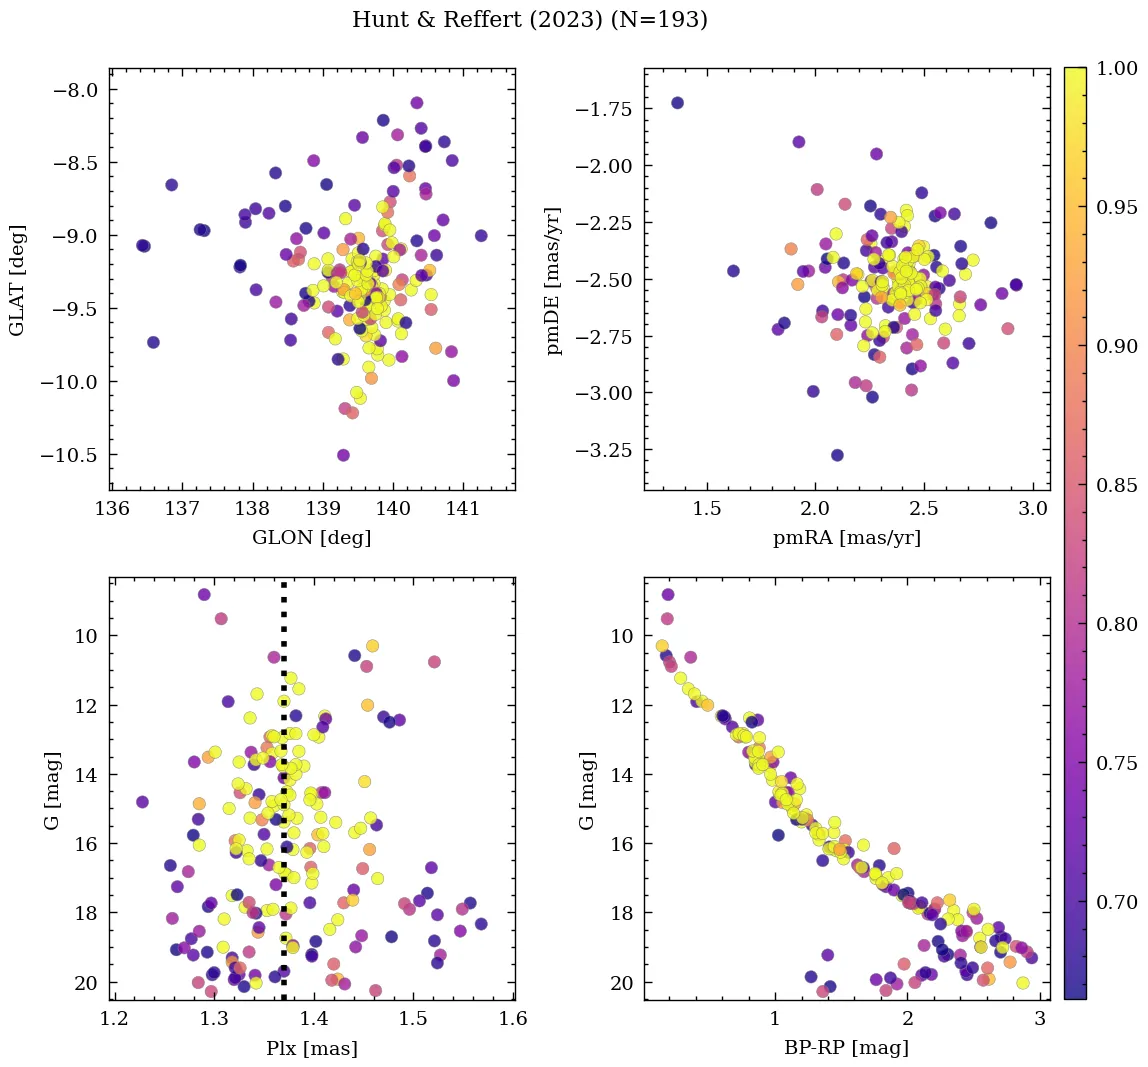 Hunt & Reffert (2023) (N=193)
−8.0
−8.5
−9.0
−9.5
−10.0
−10.5
GLAT [deg]
136 137 138 139 140 141
GLON [deg]
−1.75
−2.00
−2.25
−2.50
−2.75
−3.00
−3.25
pmDE [mas/yr]
1.5 2.0 2.5 3.0
pmRA [mas/yr]
10
12
14
16
18
20
G [mag]
1.2 1.3 1.4 1.5 1.6
Plx [mas]
10
12
14
16
18
20
G [mag]
1 2 3
BP-RP [mag]
1.00
0.95
0.90
0.85
0.80
0.75
0.70